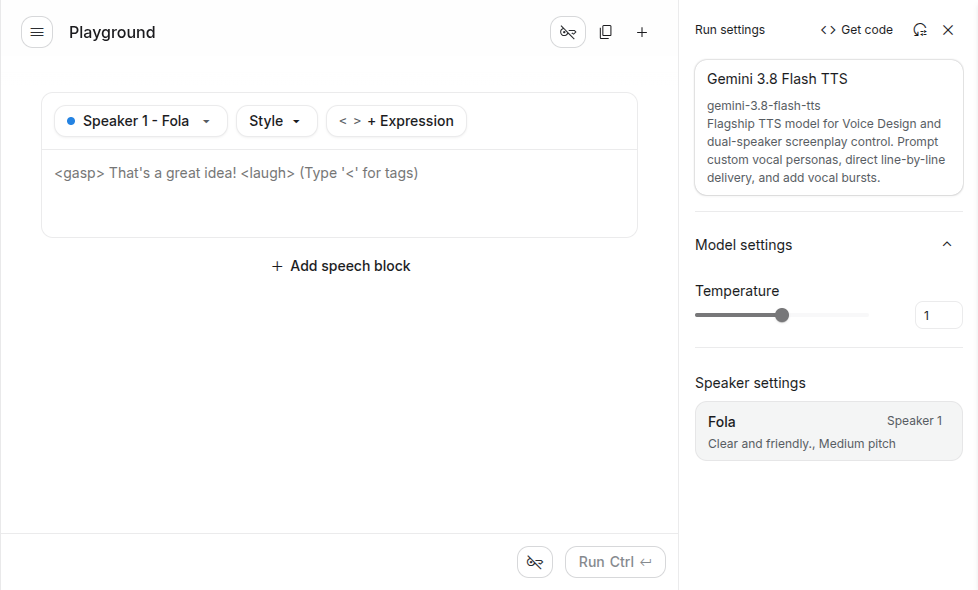 Playground
Speaker 1 - Fola
Style
< > + Expression
<gasp> That's a great idea! <laugh> (Type '<' for tags)
+ Add speech block
Run Ctrl ↵
Run settings
<> Get code
Gemini 3.8 Flash TTS
gemini-3.8-flash-tts
Flagship TTS model for Voice Design and
dual-speaker screenplay control. Prompt
custom vocal personas, direct line-by-line
delivery, and add vocal bursts.
Model settings
Temperature
1
Speaker settings
Fola
Speaker 1
Clear and friendly., Medium pitch